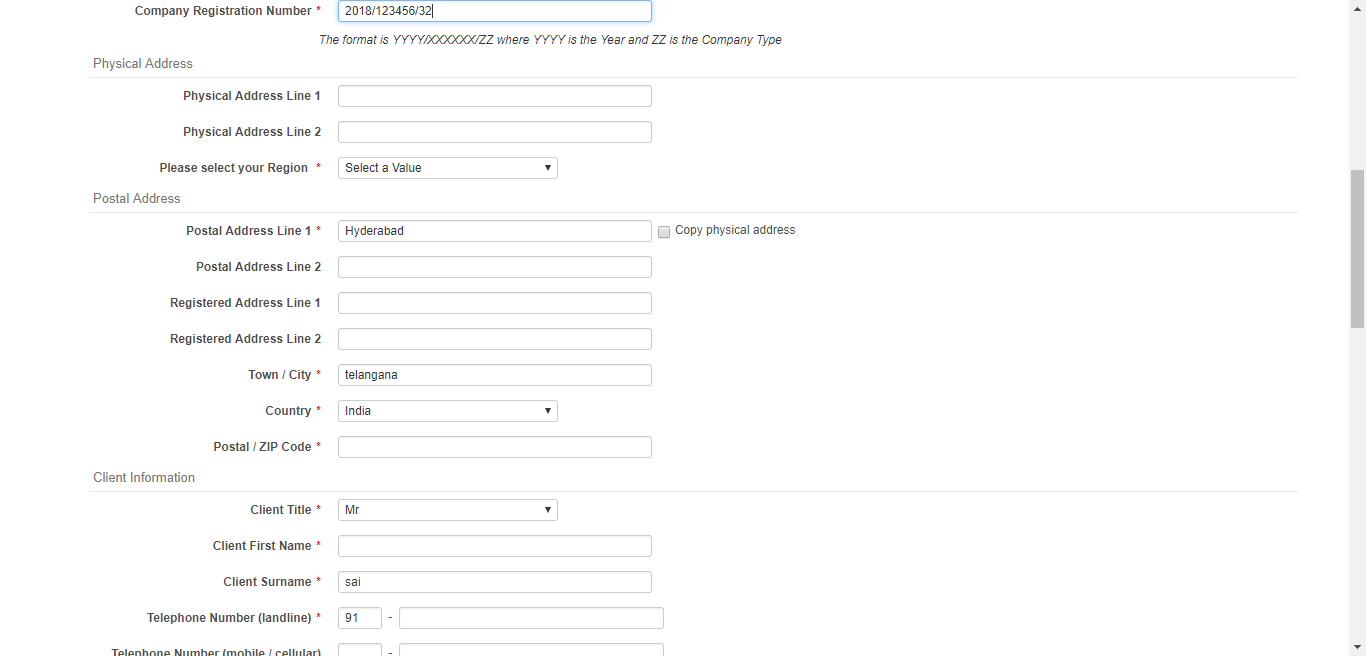 Company Registration Number * 2018/123456/32
The format is YYYY/XXXXXX/ZZ where YYYY is the Year and ZZ is the Company Type
Physical Address
Physical Address Line 1
Physical Address Line 2
Please select your Region * Select a Value
Postal Address
Postal Address Line 1 * Hyderabad Copy physical address
Postal Address Line 2
Registered Address Line 1
Registered Address Line 2
Town / City * telangana
Country * India
Postal / ZIP Code *
Client Information
Client Title * Mr
Client First Name *
Client Surname * sai
Telephone Number (landline) * 91 -
Telephone Number (mobile / cellular) -